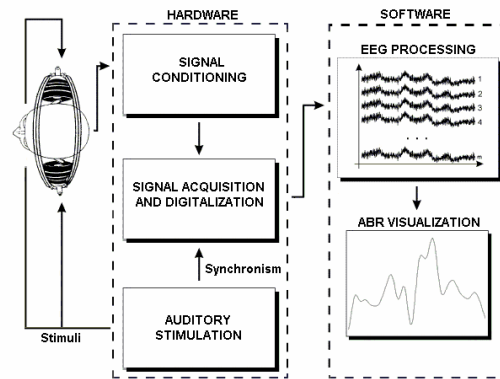 HARDWARE
SIGNAL
CONDITIONING
SIGNAL ACQUISITION
AND DIGITALIZATION
Synchronism
AUDITORY
STIMULATION
Stimuli
SOFTWARE
EEG PROCESSING
1
2
3
4
. . .
m
ABR VISUALIZATION